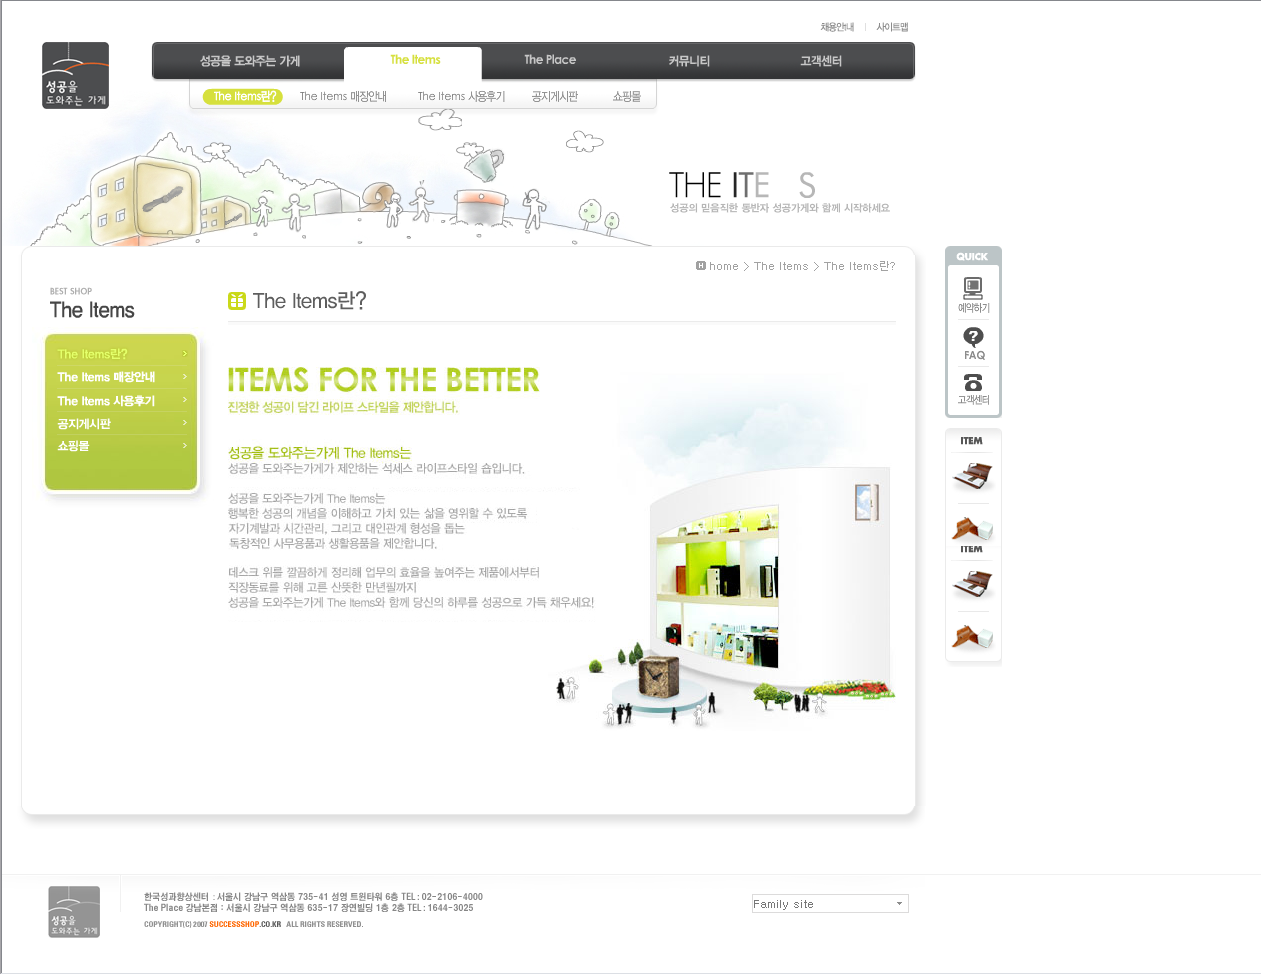 채용안내 사이트맵
성공을 도와주는 가게
성공을 도와주는 가게 The Items The Place 커뮤니티 고객센터
The Items란? The Items 매장안내 The Items 사용후기 공지게시판 쇼핑몰
THE ITE S
성공의 믿음직한 동반자 성공가게와 함께 시작하세요
home > The Items > The Items란?
BEST SHOP
The Items
The Items란?
The Items 매장안내
The Items 사용후기
공지게시판
쇼핑몰
The Items란?
ITEMS FOR THE BETTER
진정한 성공이 담긴 라이프 스타일을 제안합니다.
성공을 도와주는가게 The Items는
성공을 도와주는가게가 제안하는 석세스 라이프스타일 숍입니다.
성공을 도와주는가게 The Items는
행복한 성공의 개념을 이해하고 가치 있는 삶을 영위할 수 있도록
자기계발과 시간관리, 그리고 대인관계 형성을 돕는
독창적인 사무용품과 생활용품을 제안합니다.
데스크 위를 깔끔하게 정리해 업무의 효율을 높여주는 제품에서부터
직장동료를 위해 고른 산뜻한 만년필까지
성공을 도와주는가게 The Items와 함께 당신의 하루를 성공으로 가득 채우세요!
QUICK
예약하기
FAQ
고객센터
ITEM
ITEM
성공을 도와주는 가게
한국성과향상센터 : 서울시 강남구 역삼동 735-41 성영 트윈타워 6층 TEL : 02-2106-4000
The Place 강남본점 : 서울시 강남구 역삼동 635-17 장연빌딩 1층 2층 TEL : 1644-3025
COPYRIGHT(C) 2007 SUCCESSSHOP.CO.KR ALL RIGHTS RESERVED.
Family site